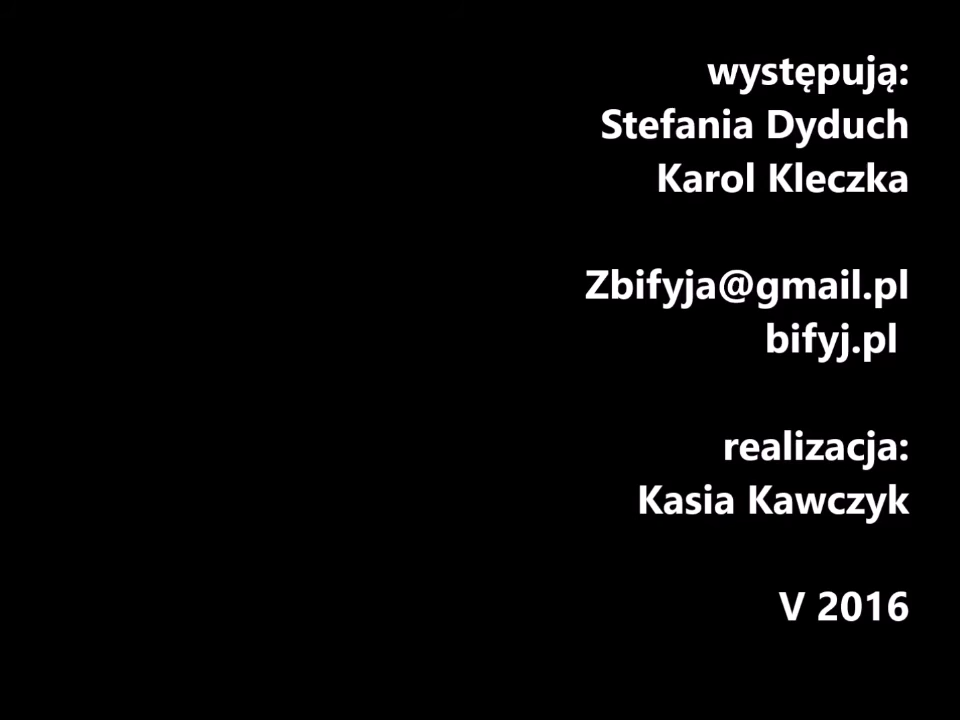 występują:
Stefania Dyduch
Karol Kleczka
Zbifyja@gmail.pl
bifyj.pl
realizacja:
Kasia Kawczyk
V 2016